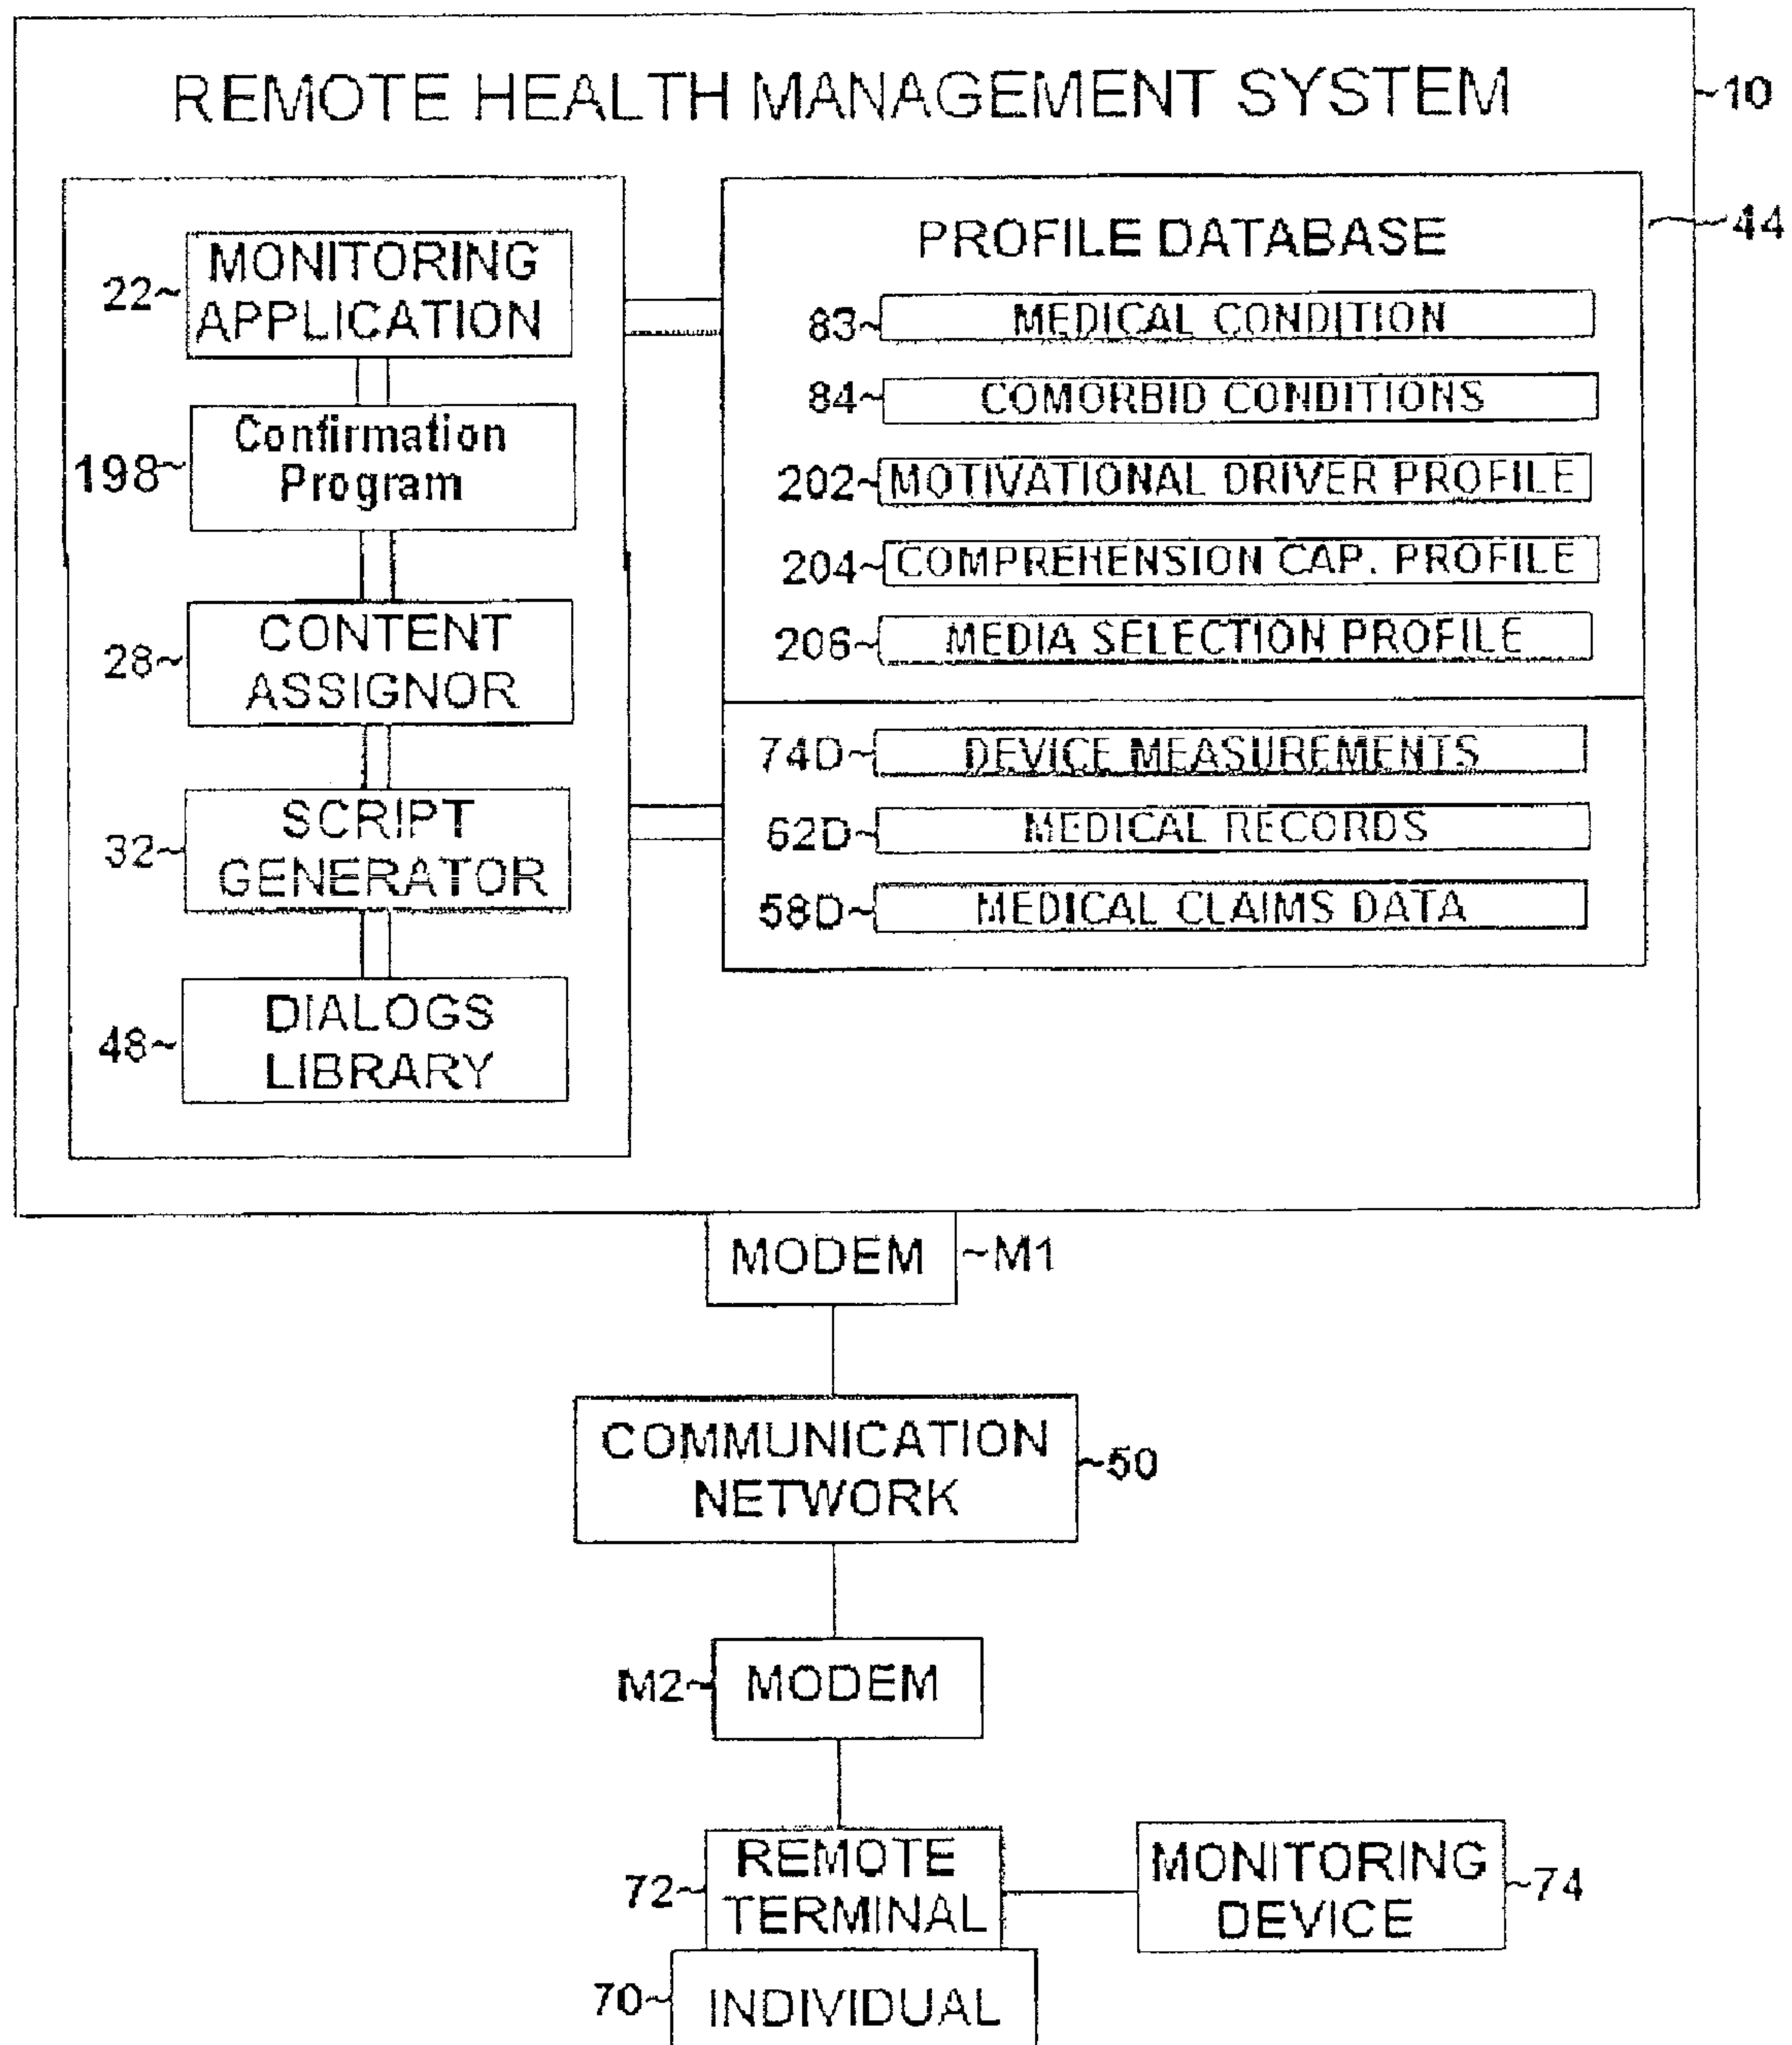 REMOTE HEALTH MANAGEMENT SYSTEM
10
MONITORING
APPLICATION
22
Confirmation
Program
198
CONTENT
ASSIGNOR
28
SCRIPT
GENERATOR
32
DIALOGS
LIBRARY
48
PROFILE DATABASE
44
83 MEDICAL CONDITION
84 COMORBID CONDITIONS
202 MOTIVATIONAL DRIVER PROFILE
204 COMPREHENSION CAP. PROFILE
206 MEDIA SELECTION PROFILE
74D DEVICE MEASUREMENTS
62D MEDICAL RECORDS
58D MEDICAL CLAIMS DATA
MODEM M1
COMMUNICATION
NETWORK
50
M2 MODEM
REMOTE
TERMINAL
72
MONITORING
DEVICE
74
70 INDIVIDUAL